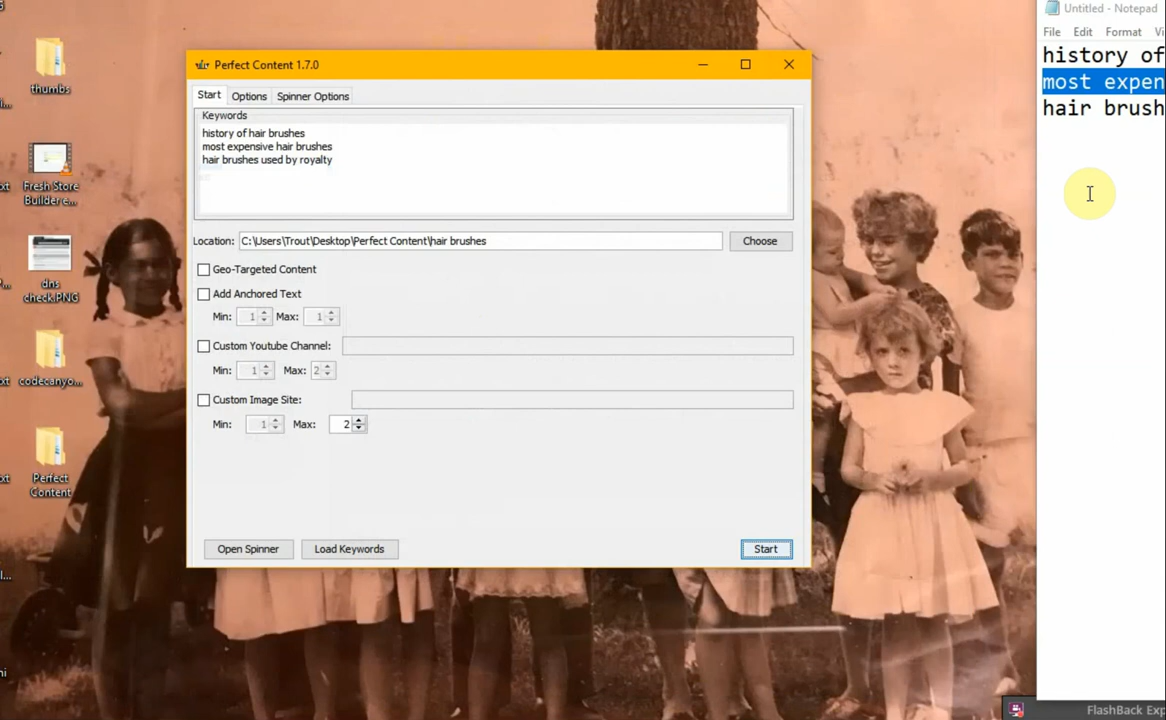 thumbs
Fresh Store
Builder c...
dns
check.PNG
codecanyo...
Perfect
Content
Perfect Content 1.7.0
Start Options Spinner Options
Keywords
history of hair brushes
most expensive hair brushes
hair brushes used by royalty
Location: C:\Users\Trout\Desktop\Perfect Content\hair brushes Choose
Geo-Targeted Content
Add Anchored Text
Min: 1 Max: 1
Custom Youtube Channel:
Min: 1 Max: 2
Custom Image Site:
Min: 1 Max: 2
Open Spinner Load Keywords Start
Untitled - Notepad
File Edit Format Vi
history of
most expen
hair brush
FlashBack Exp